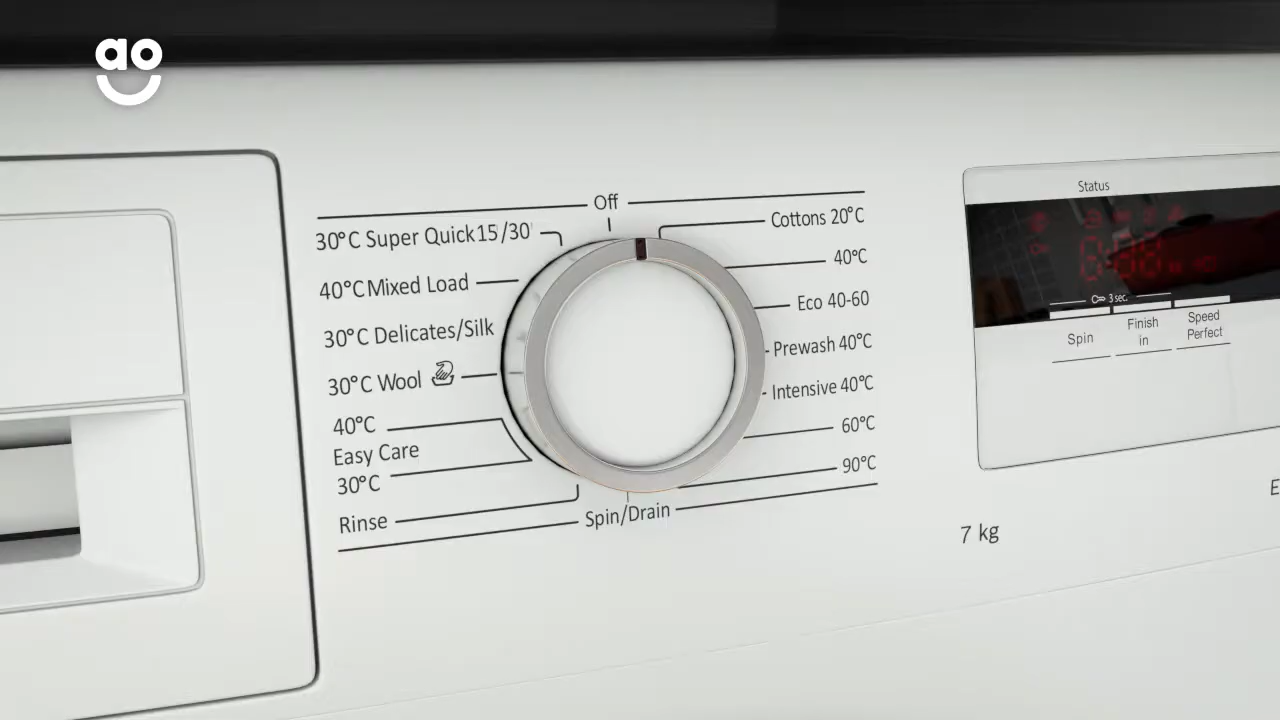 ao
Off
30°C Super Quick15/30'
40°C Mixed Load
30°C Delicates/Silk
30°C Wool
40°C
Easy Care
30°C
Rinse
Spin/Drain
Cottons 20°C
40°C
Eco 40-60
Prewash 40°C
Intensive 40°C
60°C
90°C
Status
3 sec.
Spin
Finish
in
Speed
Perfect
7 kg